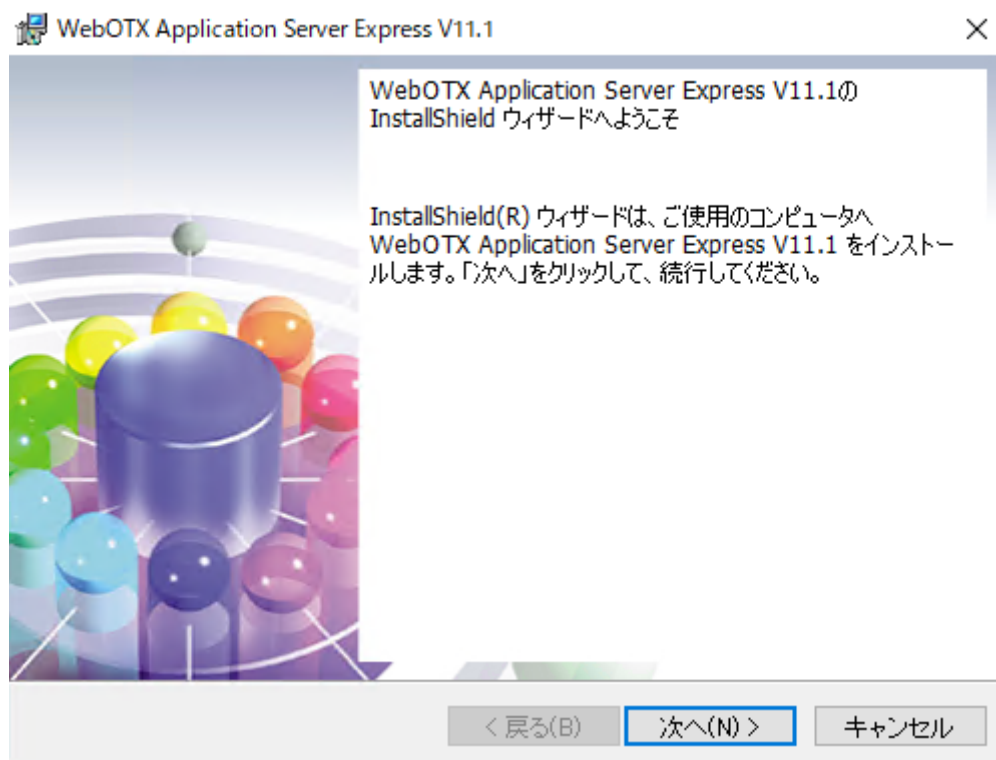 WebOTX Application Server Express V11.1
WebOTX Application Server Express V11.1の
InstallShield ウィザードへようこそ
InstallShield(R) ウィザードは、ご使用のコンピュータへ
WebOTX Application Server Express V11.1 をインストー
ルします。「次へ」をクリックして、続行してください。
< 戻る(B) 次へ(N) > キャンセル